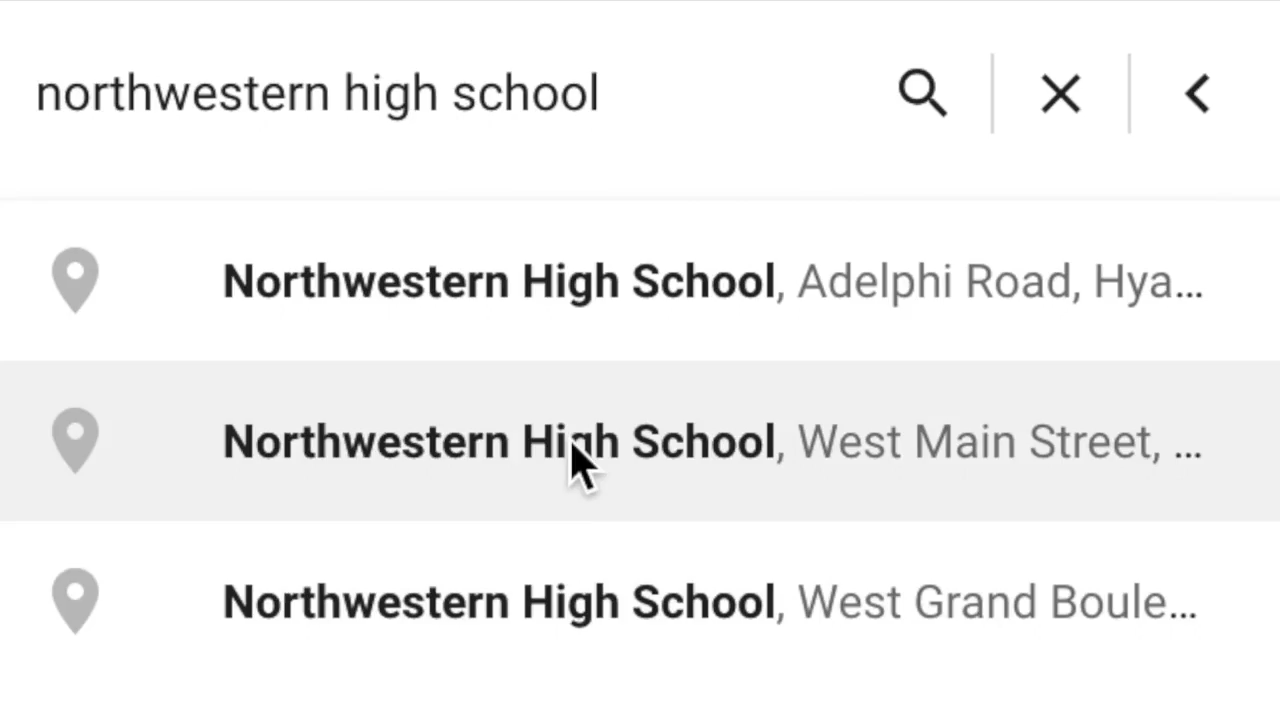 northwestern high school
Northwestern High School, Adelphi Road, Hya...
Northwestern High School, West Main Street, ...
Northwestern High School, West Grand Boule...